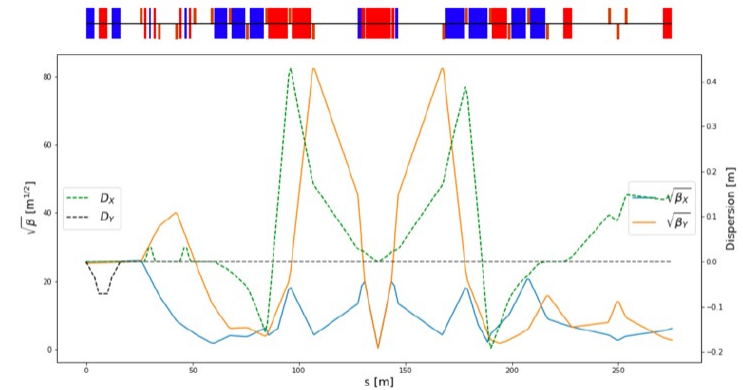 80
60
40
20
0
√β [m^1/2]
D_X
D_Y
√β_X
√β_Y
0.4
0.3
0.2
0.1
0.0
−0.1
−0.2
Dispersion [m]
0 50 100 150 200 250
s [m]